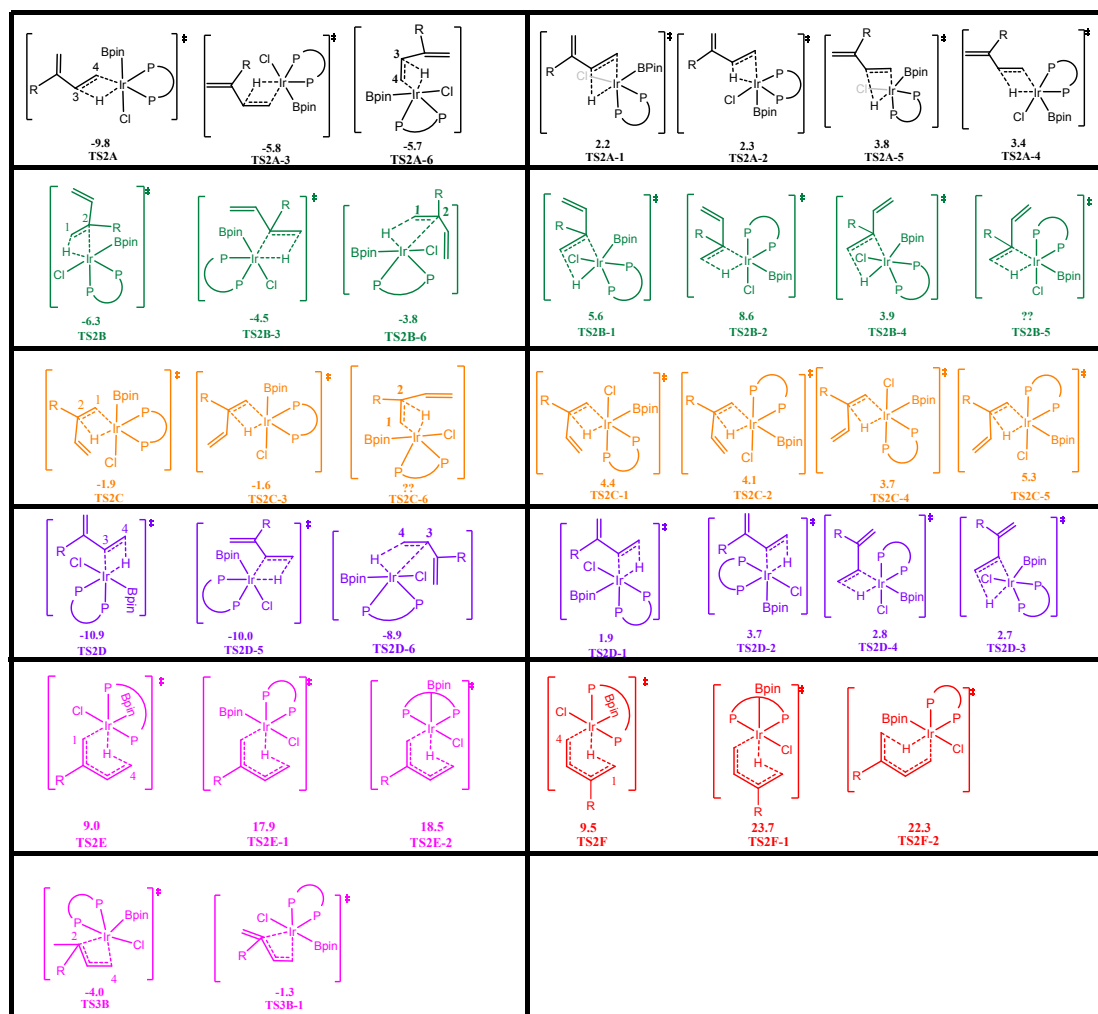 ‡
Bpin
4
P
Ir
R
3
H
P
Cl
-9.8
TS2A
‡
R
Cl
P
H
Ir
P
Bpin
-5.8
TS2A-3
‡
R
3
4
H
Bpin
Ir
Cl
P
P
-5.7
TS2A-6
‡
R
Cl
Ir
BPin
H
P
P
2.2
TS2A-1
‡
R
H
Ir
P
P
Cl
Bpin
2.3
TS2A-2
‡
R
Bpin
Cl
Ir
H
P
P
3.8
TS2A-5
‡
R
P
H
Ir
P
Cl
Bpin
3.4
TS2A-4
‡
1
2
R
H
Bpin
Cl
Ir
P
P
-6.3
TS2B
‡
R
Bpin
Ir
H
P
P
Cl
-4.5
TS2B-3
‡
R
1
2
H
Bpin
Ir
Cl
P
P
-3.8
TS2B-6
‡
R
Bpin
Cl
Ir
H
P
P
5.6
TS2B-1
‡
R
P
P
H
Ir
Bpin
Cl
8.6
TS2B-2
‡
R
Bpin
Cl
Ir
H
P
P
3.9
TS2B-4
‡
R
P
P
H
Ir
Bpin
Cl
??
TS2B-5
‡
R
2
1
Bpin
P
H
Ir
P
Cl
-1.9
TS2C
‡
R
Bpin
P
H
Ir
P
Cl
-1.6
TS2C-3
‡
2
R
1
H
Bpin
Ir
Cl
P
P
??
TS2C-6
‡
Cl
R
Bpin
H
Ir
P
P
4.4
TS2C-1
‡
P
R
P
H
Ir
Bpin
Cl
4.1
TS2C-2
‡
Cl
R
Bpin
H
Ir
P
P
3.7
TS2C-4
‡
P
R
P
H
Ir
Bpin
Cl
5.3
TS2C-5
‡
4
3
R
H
Cl
Ir
P
P
Bpin
-10.9
TS2D
‡
R
Bpin
P
Ir
H
P
Cl
-10.0
TS2D-5
‡
4
3
H
R
Bpin
Ir
Cl
P
P
-8.9
TS2D-6
‡
R
H
Cl
Ir
Bpin
P
P
1.9
TS2D-1
‡
R
H
P
Ir
P
Cl
Bpin
3.7
TS2D-2
‡
R
P
P
H
Ir
Bpin
Cl
2.8
TS2D-4
‡
R
Bpin
Cl
Ir
H
P
P
2.7
TS2D-3
‡
P
Bpin
Cl
Ir
P
1
H
R
4
9.0
TS2E
‡
P
Bpin
P
Ir
Cl
H
R
17.9
TS2E-1
‡
Bpin
P
P
Ir
Cl
H
R
18.5
TS2E-2
‡
P
Bpin
Cl
Ir
P
4
H
1
R
9.5
TS2F
‡
Bpin
P
P
Ir
Cl
H
R
23.7
TS2F-1
‡
P
Bpin
P
H
Ir
Cl
R
22.3
TS2F-2
‡
P
Bpin
P
Ir
Cl
2
R
4
-4.0
TS3B
‡
P
P
Cl
Ir
R
Bpin
-1.3
TS3B-1